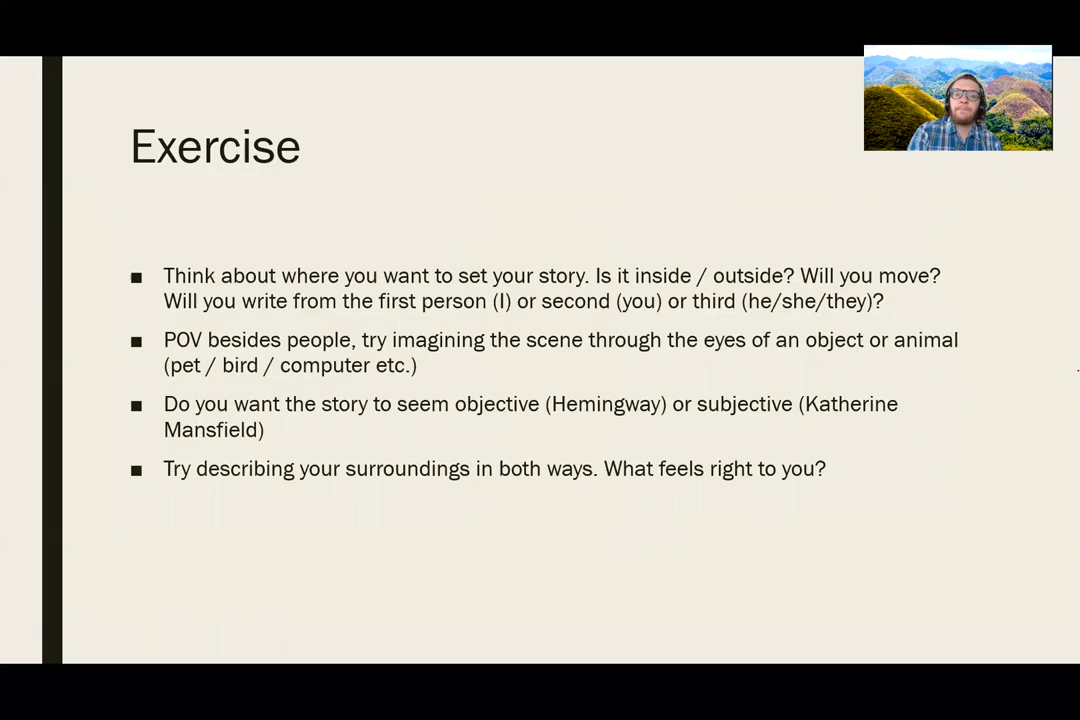 Exercise
■ Think about where you want to set your story. Is it inside / outside? Will you move?
Will you write from the first person (I) or second (you) or third (he/she/they)?
■ POV besides people, try imagining the scene through the eyes of an object or animal
(pet / bird / computer etc.)
■ Do you want the story to seem objective (Hemingway) or subjective (Katherine
Mansfield)
■ Try describing your surroundings in both ways. What feels right to you?